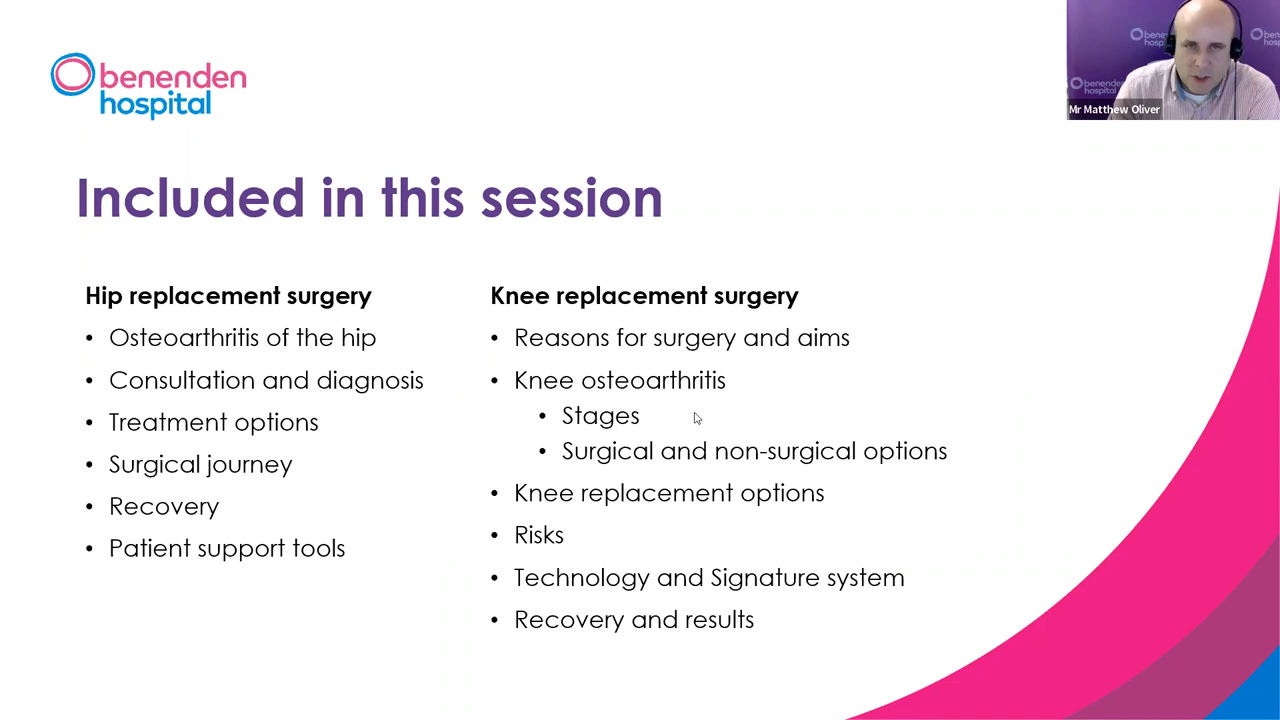 benenden
hospital
Mr Matthew Oliver
Included in this session
Hip replacement surgery
• Osteoarthritis of the hip
• Consultation and diagnosis
• Treatment options
• Surgical journey
• Recovery
• Patient support tools
Knee replacement surgery
• Reasons for surgery and aims
• Knee osteoarthritis
• Stages
• Surgical and non-surgical options
• Knee replacement options
• Risks
• Technology and Signature system
• Recovery and results